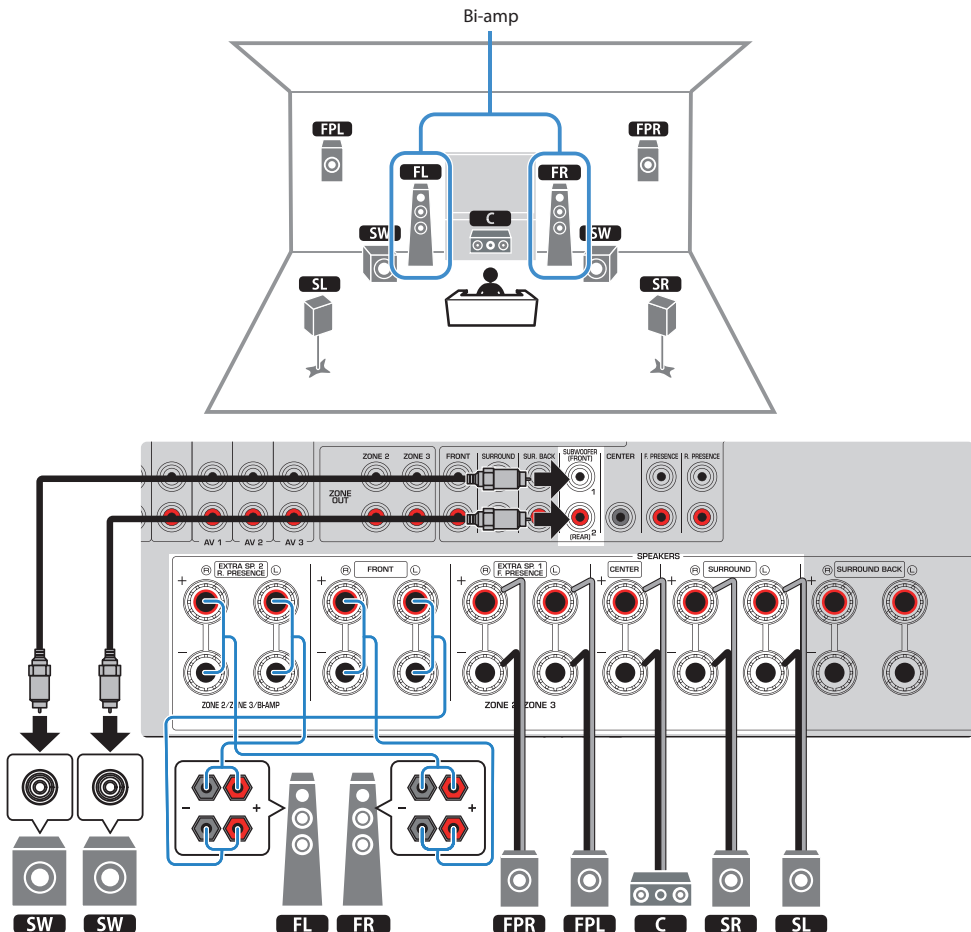 Bi-amp
FPL
FPR
FL
FR
C
SW
SW
SL
SR
ZONE 2
ZONE 3
FRONT
SURROUND
SUR. BACK
SUBWOOFER
(FRONT)
CENTER
F. PRESENCE
R. PRESENCE
ZONE
OUT
1
2
(REAR)
AV 1
AV 2
AV 3
SPEAKERS
R
EXTRA SP. 2
R. PRESENCE
L
R
FRONT
L
R
EXTRA SP. 1
F. PRESENCE
L
CENTER
R
SURROUND
L
R
SURROUND BACK
L
+
+
+
+
+
+
−
−
−
−
−
−
ZONE 2/ZONE 3/BI-AMP
ZONE 2/ZONE 3
−
+
−
+
SW
SW
FL
FR
FPR
FPL
C
SR
SL